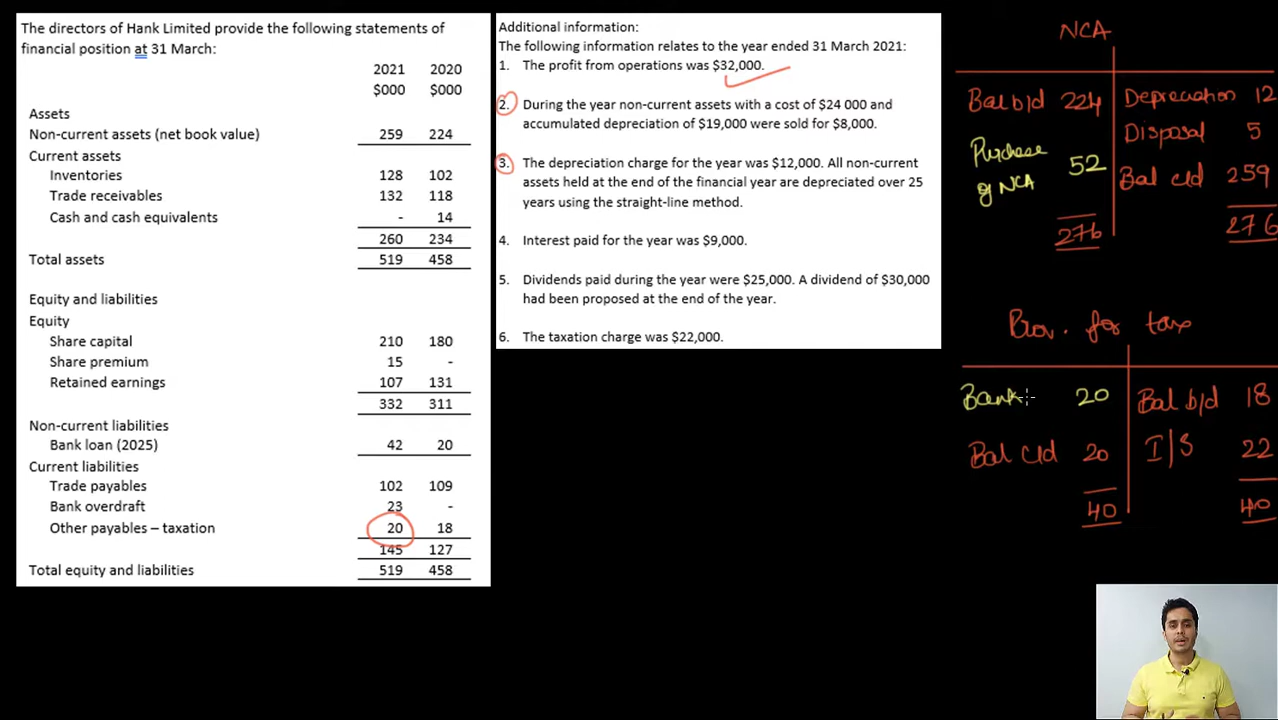 The directors of Hank Limited provide the following statements of
financial position at 31 March:
2021 2020
$000 $000
Assets
Non-current assets (net book value) 259 224
Current assets
Inventories 128 102
Trade receivables 132 118
Cash and cash equivalents - 14
260 234
Total assets 519 458
Equity and liabilities
Equity
Share capital 210 180
Share premium 15 -
Retained earnings 107 131
332 311
Non-current liabilities
Bank loan (2025) 42 20
Current liabilities
Trade payables 102 109
Bank overdraft 23 -
Other payables – taxation 20 18
145 127
Total equity and liabilities 519 458
Additional information:
The following information relates to the year ended 31 March 2021:
1. The profit from operations was $32,000.
2. During the year non-current assets with a cost of $24 000 and
accumulated depreciation of $19,000 were sold for $8,000.
3. The depreciation charge for the year was $12,000. All non-current
assets held at the end of the financial year are depreciated over 25
years using the straight-line method.
4. Interest paid for the year was $9,000.
5. Dividends paid during the year were $25,000. A dividend of $30,000
had been proposed at the end of the year.
6. The taxation charge was $22,000.
NCA
Bal b/d 224 Depreciation 12
Disposal 5
Purchase
of NCA 52
Bal c/d 259
276 276
Prov. for tax
Bank 20 Bal b/d 18
Bal c/d 20 I/S 22
40 40